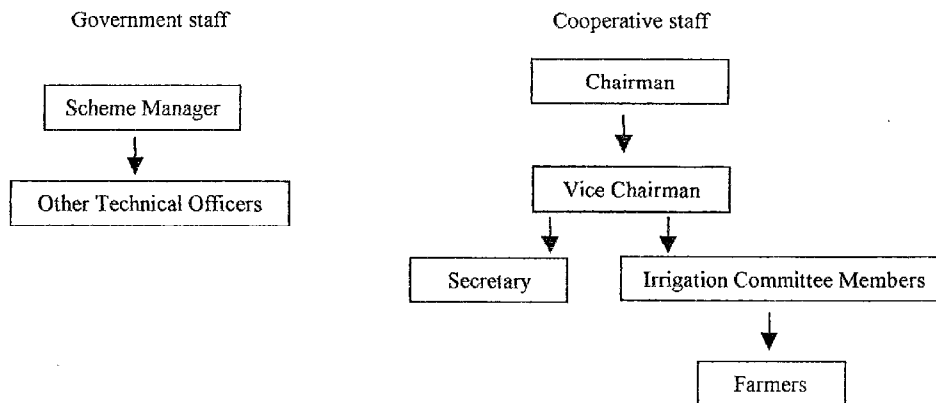 Government staff
Cooperative staff
Chairman
Scheme Manager
Vice Chairman
Other Technical Officers
Secretary
Irrigation Committee Members
Farmers